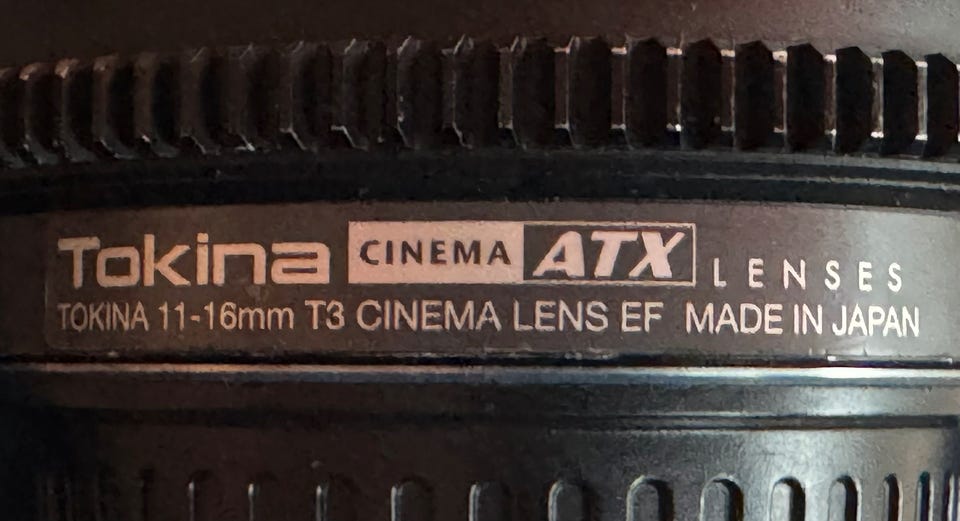 Tokina CINEMA ATX LENSES
TOKINA 11-16mm T3 CINEMA LENS EF MADE IN JAPAN